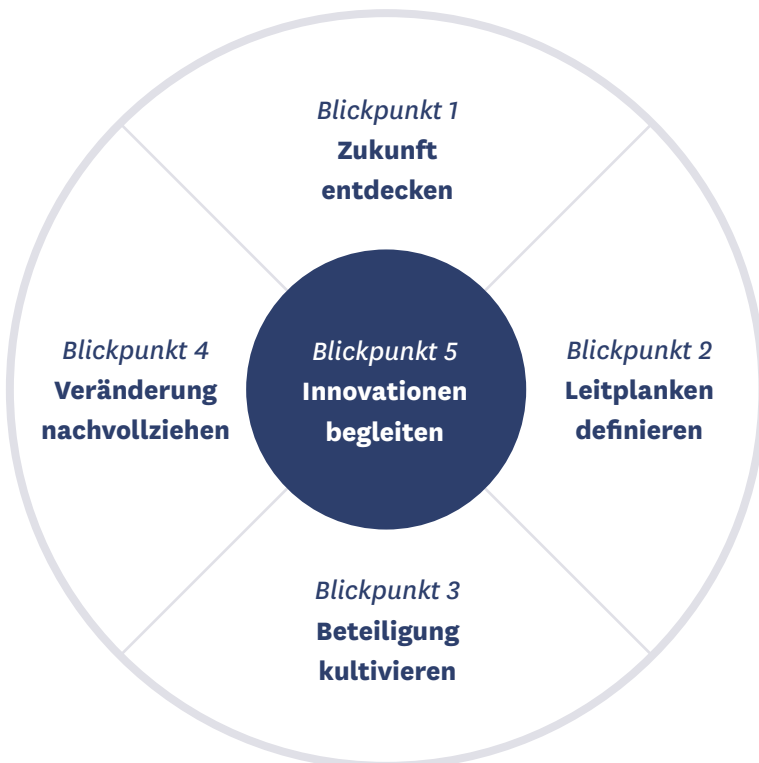 Blickpunkt 1
Zukunft
entdecken
Blickpunkt 4
Veränderung
nachvollziehen
Blickpunkt 5
Innovationen
begleiten
Blickpunkt 2
Leitplanken
definieren
Blickpunkt 3
Beteiligung
kultivieren